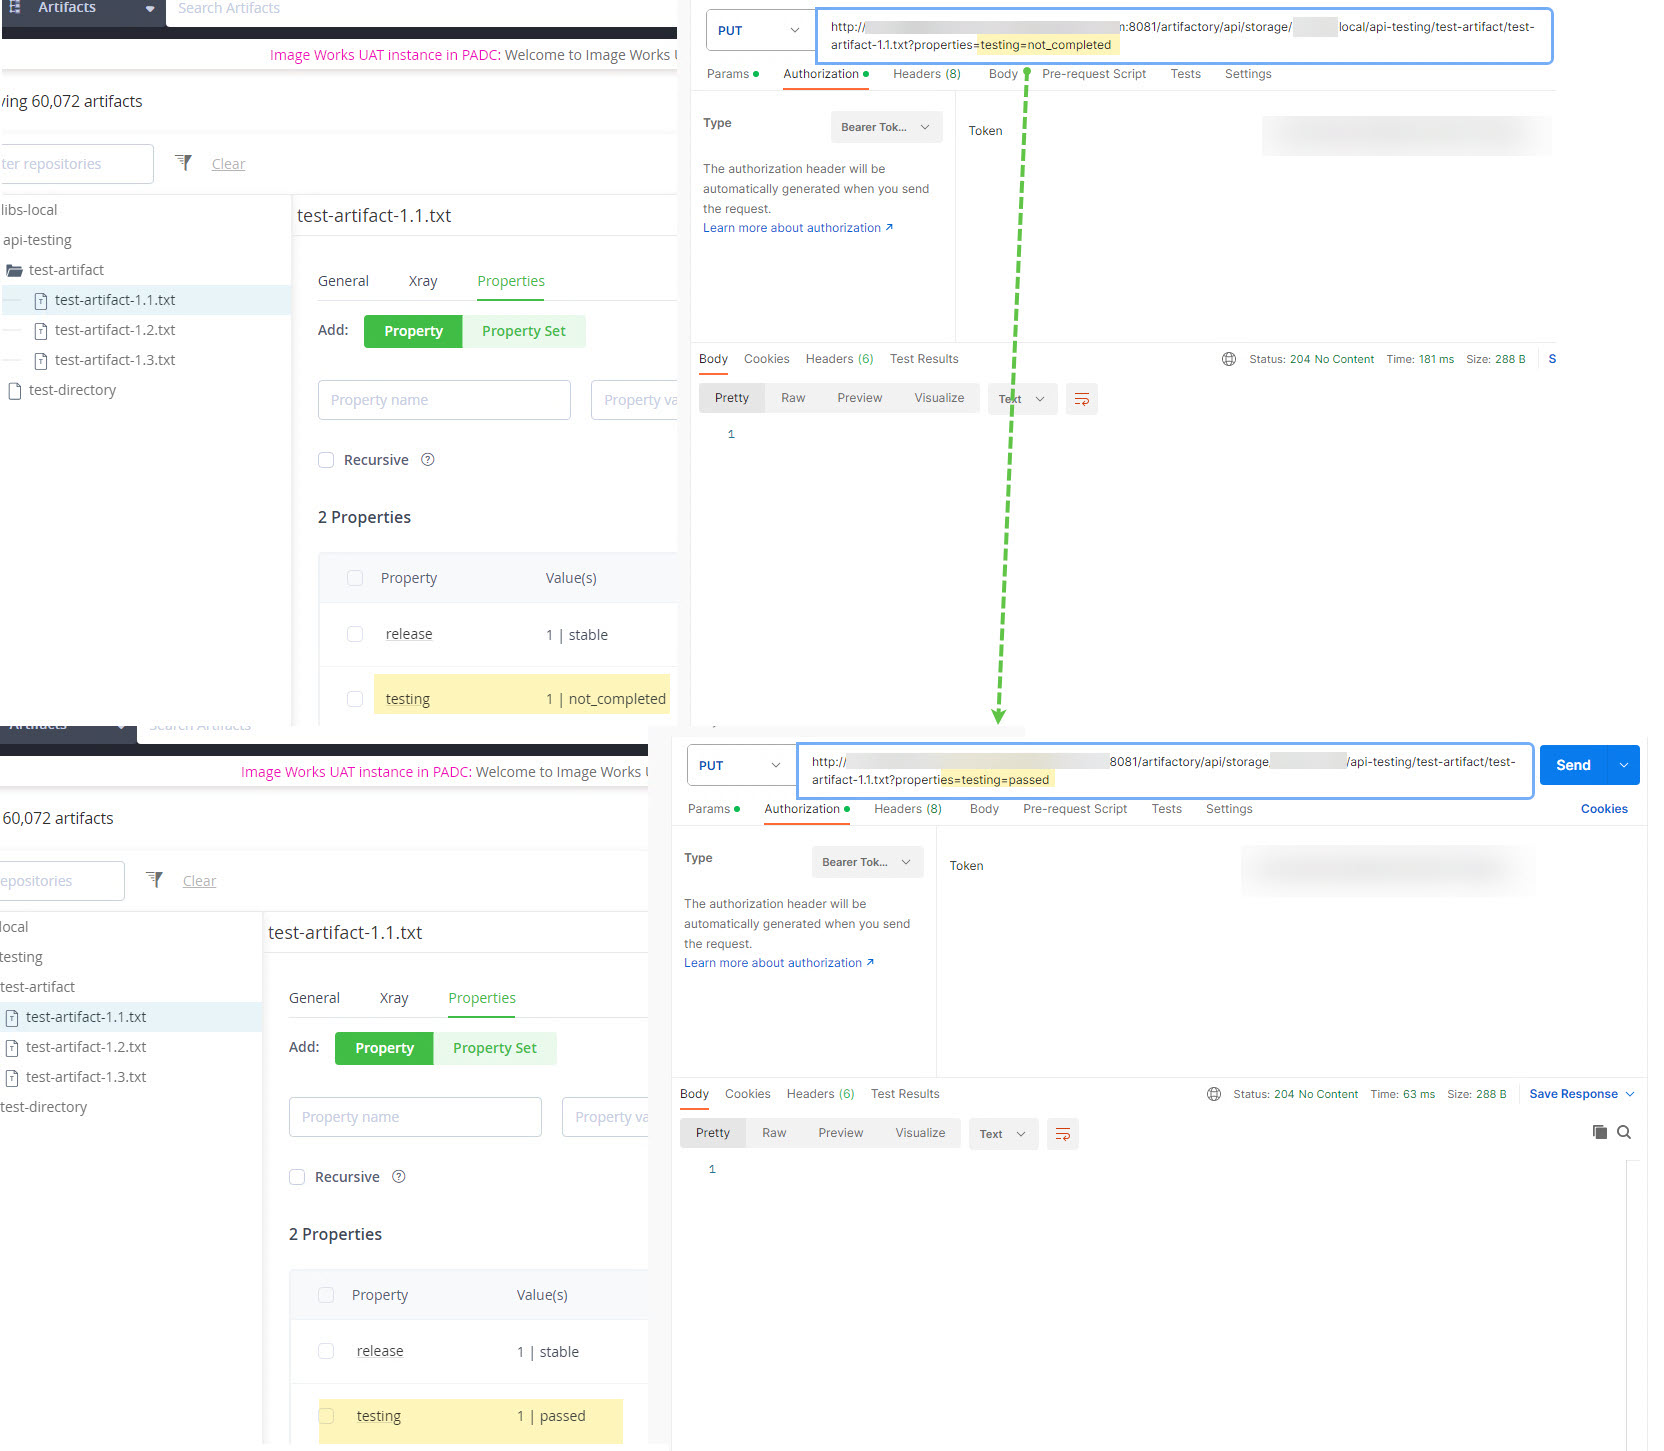 Artifacts
Search Artifacts
Image Works UAT instance in PADC: Welcome to Image Works U
ving 60,072 artifacts
ter repositories
Clear
libs-local
api-testing
test-artifact
test-artifact-1.1.txt
test-artifact-1.2.txt
test-artifact-1.3.txt
test-directory
test-artifact-1.1.txt
General Xray Properties
Add: Property Property Set
Property name Property va
Recursive ?
2 Properties
Property Value(s)
release 1 | stable
testing 1 | not_completed
PUT
http:// m:8081/artifactory/api/storage/ local/api-testing/test-artifact/test-
artifact-1.1.txt?properties=testing=not_completed
Params Authorization Headers (8) Body Pre-request Script Tests Settings
Type
Bearer Tok...
Token
The authorization header will be
automatically generated when you send
the request.
Learn more about authorization ↗
Body Cookies Headers (6) Test Results
Status: 204 No Content Time: 181 ms Size: 288 B S
Pretty Raw Preview Visualize Text
1
Artifacts
Search Artifacts
Image Works UAT instance in PADC: Welcome to Image Works U
60,072 artifacts
epositories
Clear
local
testing
test-artifact
test-artifact-1.1.txt
test-artifact-1.2.txt
test-artifact-1.3.txt
test-directory
test-artifact-1.1.txt
General Xray Properties
Add: Property Property Set
Property name Property va
Recursive ?
2 Properties
Property Value(s)
release 1 | stable
testing 1 | passed
PUT
http:// 8081/artifactory/api/storage /api-testing/test-artifact/test-
artifact-1.1.txt?properties=testing=passed
Send
Params Authorization Headers (8) Body Pre-request Script Tests Settings
Cookies
Type
Bearer Tok...
Token
The authorization header will be
automatically generated when you send
the request.
Learn more about authorization ↗
Body Cookies Headers (6) Test Results
Status: 204 No Content Time: 63 ms Size: 288 B Save Response
Pretty Raw Preview Visualize Text
1